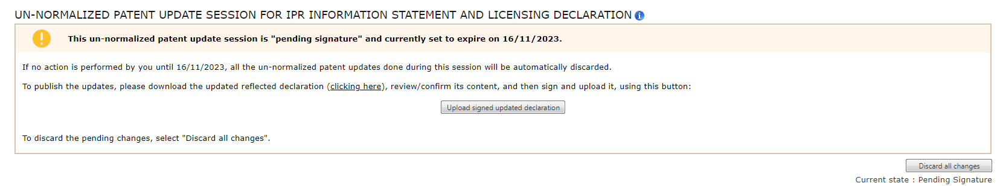 UN-NORMALIZED PATENT UPDATE SESSION FOR IPR INFORMATION STATEMENT AND LICENSING DECLARATION
This un-normalized patent update session is "pending signature" and currently set to expire on 16/11/2023.
If no action is performed by you until 16/11/2023, all the un-normalized patent updates done during this session will be automatically discarded.
To publish the updates, please download the updated reflected declaration (clicking here), review/confirm its content, and then sign and upload it, using this button:
Upload signed updated declaration
To discard the pending changes, select "Discard all changes".
Discard all changes
Current state : Pending Signature